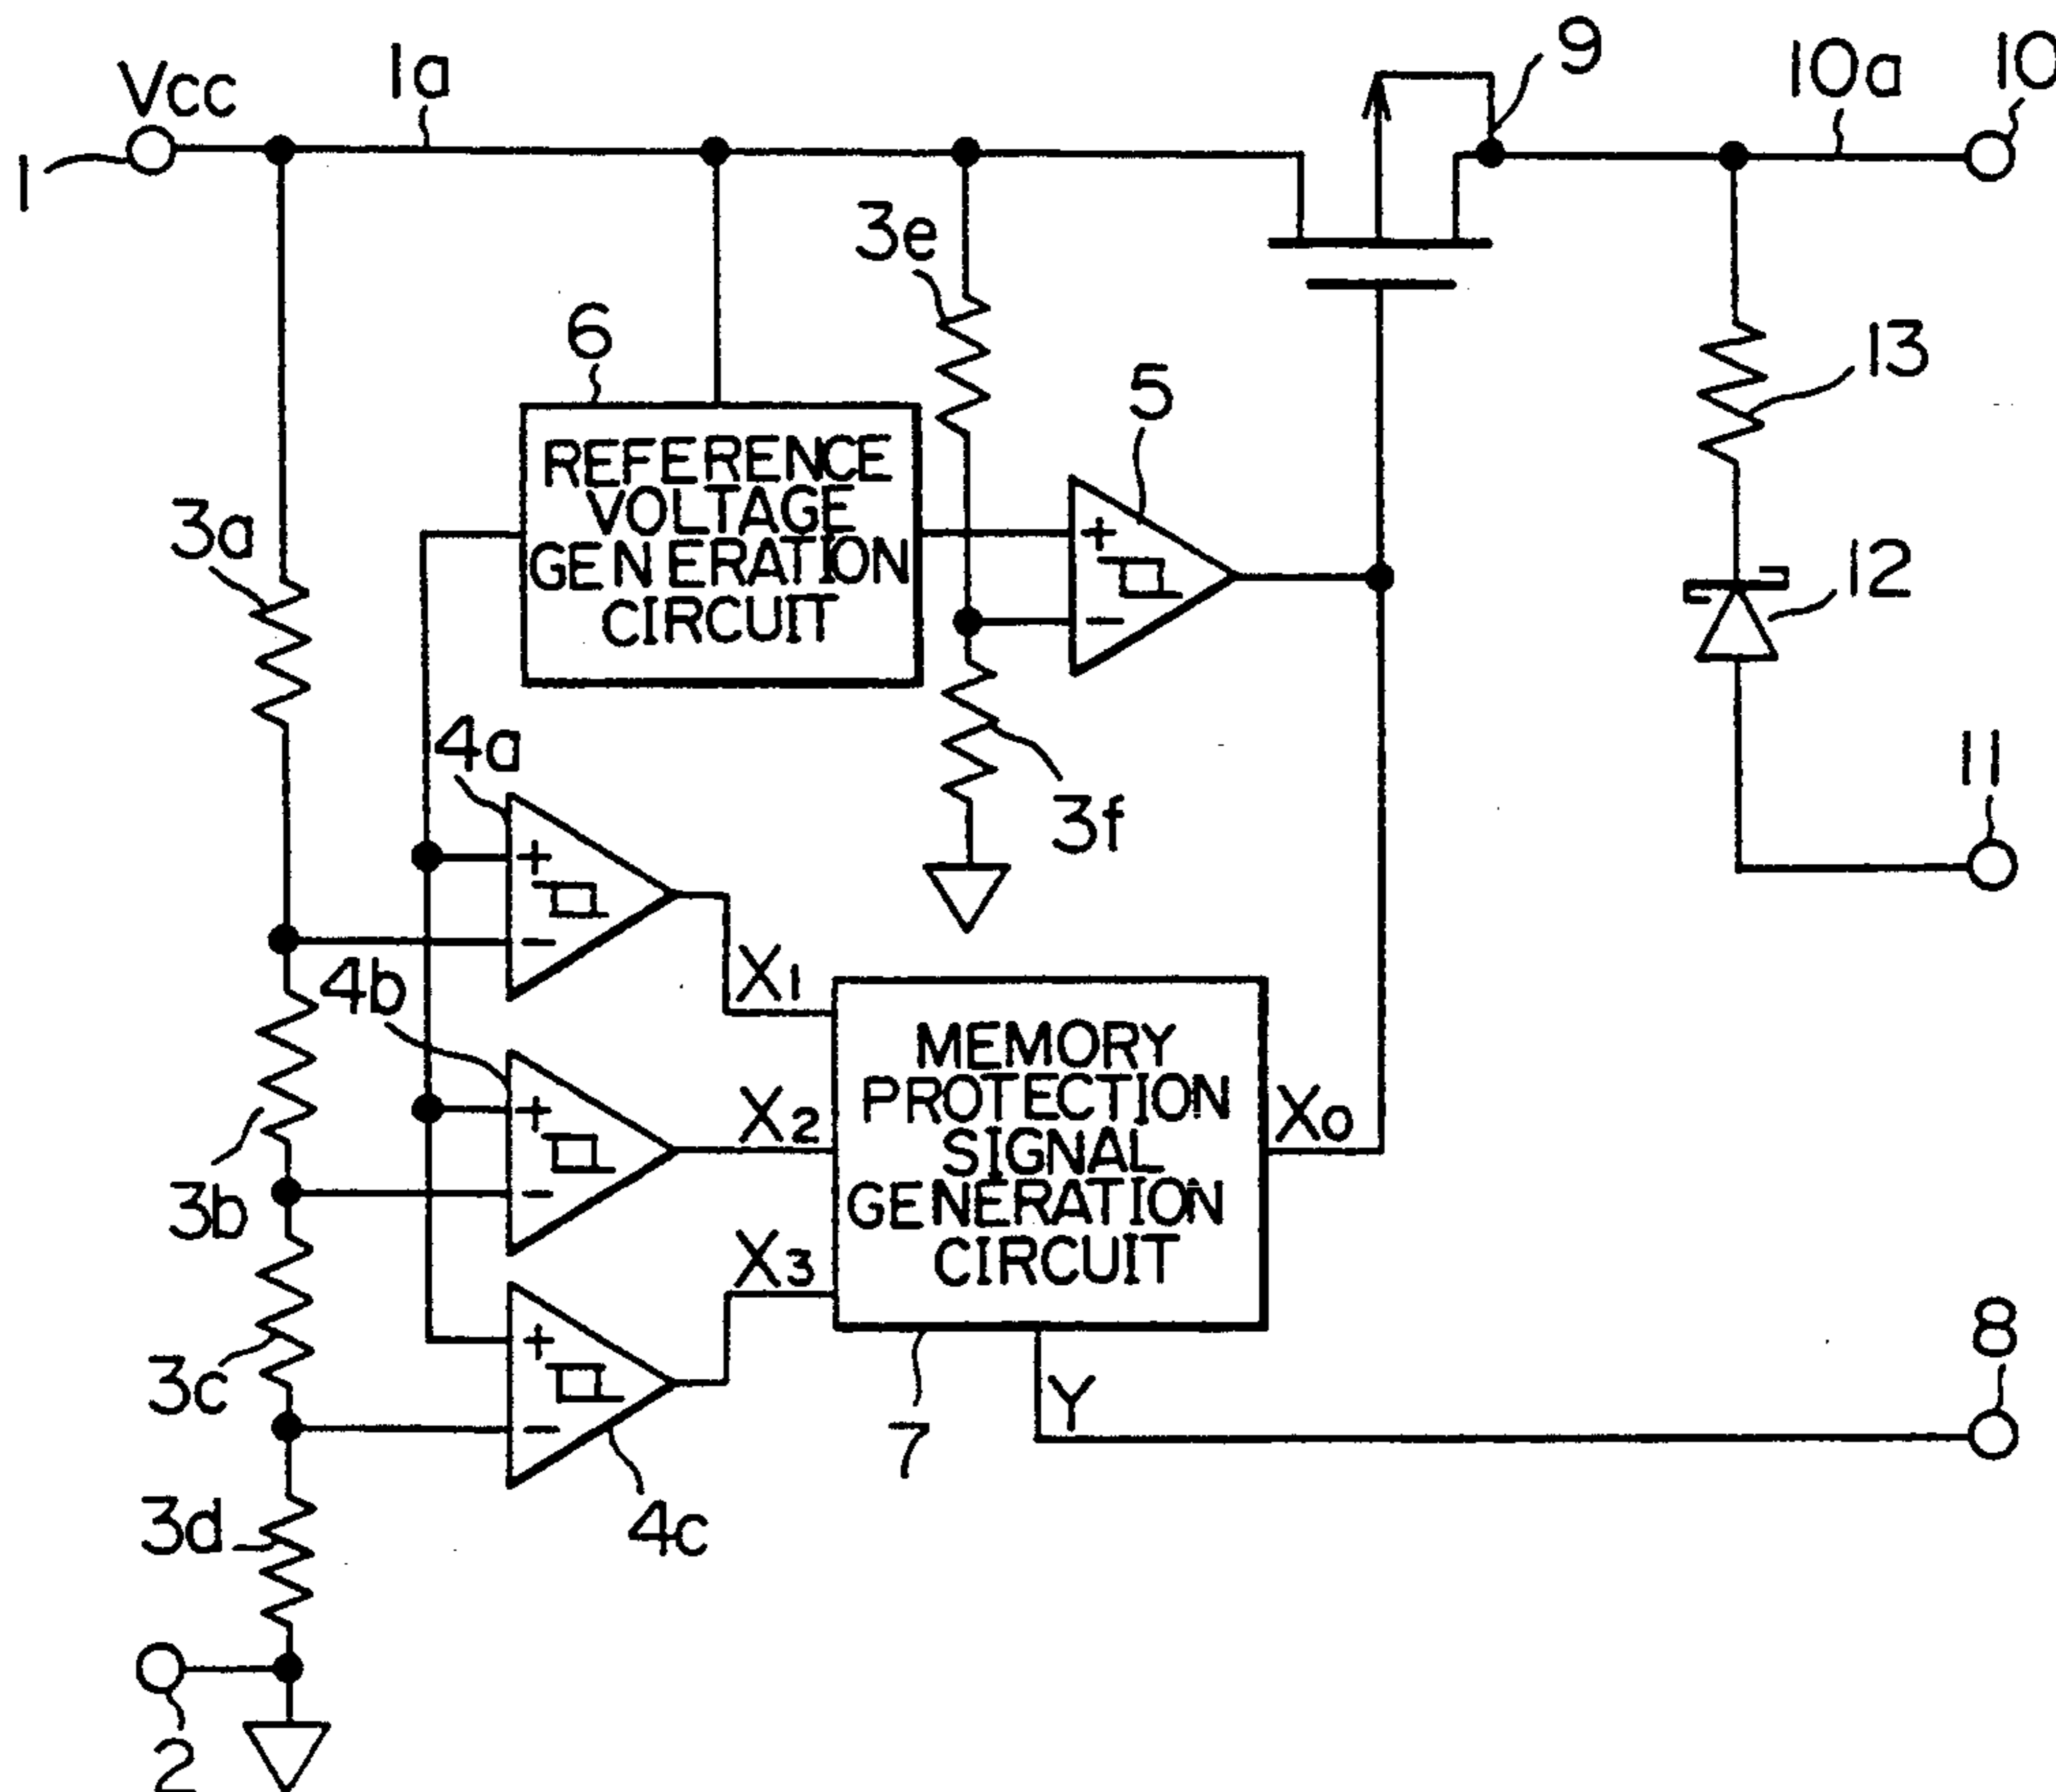 Vcc
1a
9
10a
10
1
3e
6
5
13
REFERENCE
VOLTAGE
GENERATION
CIRCUIT
+
−
3a
12
4a
3f
11
+
−
X1
4b
MEMORY
PROTECTION
SIGNAL
GENERATION
CIRCUIT
+
−
X2
X0
3b
X3
8
+
−
3c
7
Y
3d
4c
2